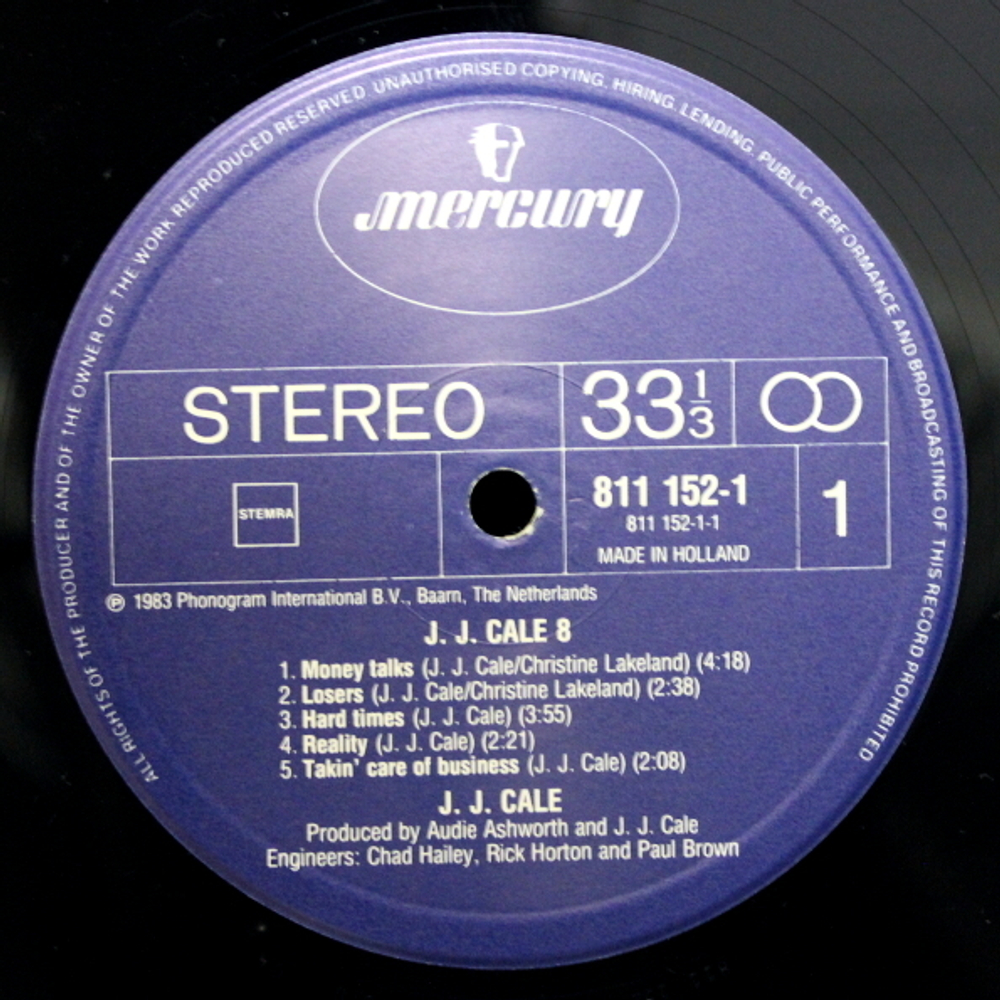 ALL RIGHTS OF THE PRODUCER AND OF THE OWNER OF THE WORK REPRODUCED RESERVED. UNAUTHORISED COPYING, HIRING, LENDING, PUBLIC PERFORMANCE AND BROADCASTING OF THIS RECORD PROHIBITED
mercury
STEREO
33 1/3
STEMRA
811 152-1
811 152-1-1
MADE IN HOLLAND
1
℗ 1983 Phonogram International B.V., Baarn, The Netherlands
J. J. CALE 8
1. Money talks (J. J. Cale/Christine Lakeland) (4:18)
2. Losers (J. J. Cale/Christine Lakeland) (2:38)
3. Hard times (J. J. Cale) (3:55)
4. Reality (J. J. Cale) (2:21)
5. Takin' care of business (J. J. Cale) (2:08)
J. J. CALE
Produced by Audie Ashworth and J. J. Cale
Engineers: Chad Hailey, Rick Horton and Paul Brown